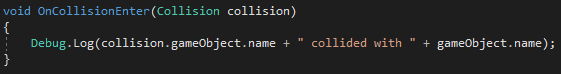 void OnCollisionEnter(Collision collision)
{
    Debug.Log(collision.gameObject.name + " collided with " + gameObject.name);
}